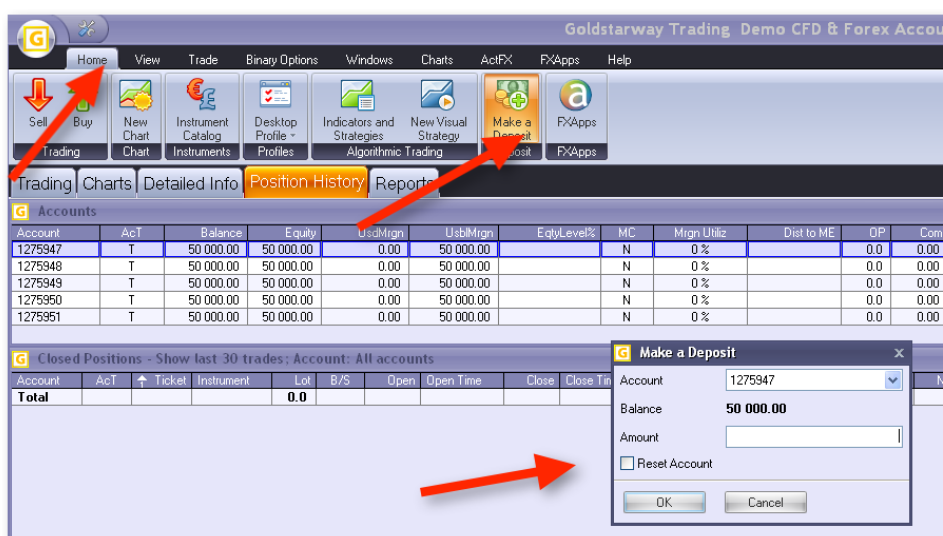 G
Goldstarway Trading Demo CFD & Forex Accou
Home View Trade Binary Options Windows Charts ActFX FXApps Help
Sell Buy New Chart Instrument Catalog Desktop Profile Indicators and Strategies New Visual Strategy Make a Deposit FXApps
Trading Chart Instruments Profiles Algorithmic Trading FXApps
Trading Charts Detailed Info Position History Reports
G Accounts
Account AcT Balance Equity UsdMrgn UsblMrgn EqtyLevel% MC Mrgn Utiliz Dist to ME OP Com
1275947 T 50 000.00 50 000.00 0.00 50 000.00 N 0 % 0.0 0.00
1275948 T 50 000.00 50 000.00 0.00 50 000.00 N 0 % 0.0 0.00
1275949 T 50 000.00 50 000.00 0.00 50 000.00 N 0 % 0.0 0.00
1275950 T 50 000.00 50 000.00 0.00 50 000.00 N 0 % 0.0 0.00
1275951 T 50 000.00 50 000.00 0.00 50 000.00 N 0 % 0.0 0.00
G Closed Positions - Show last 30 trades; Account: All accounts
Account AcT Ticket Instrument Lot B/S Open Open Time Close Close Tim N
Total 0.0
G Make a Deposit x
Account 1275947
Balance 50 000.00
Amount
Reset Account
OK Cancel